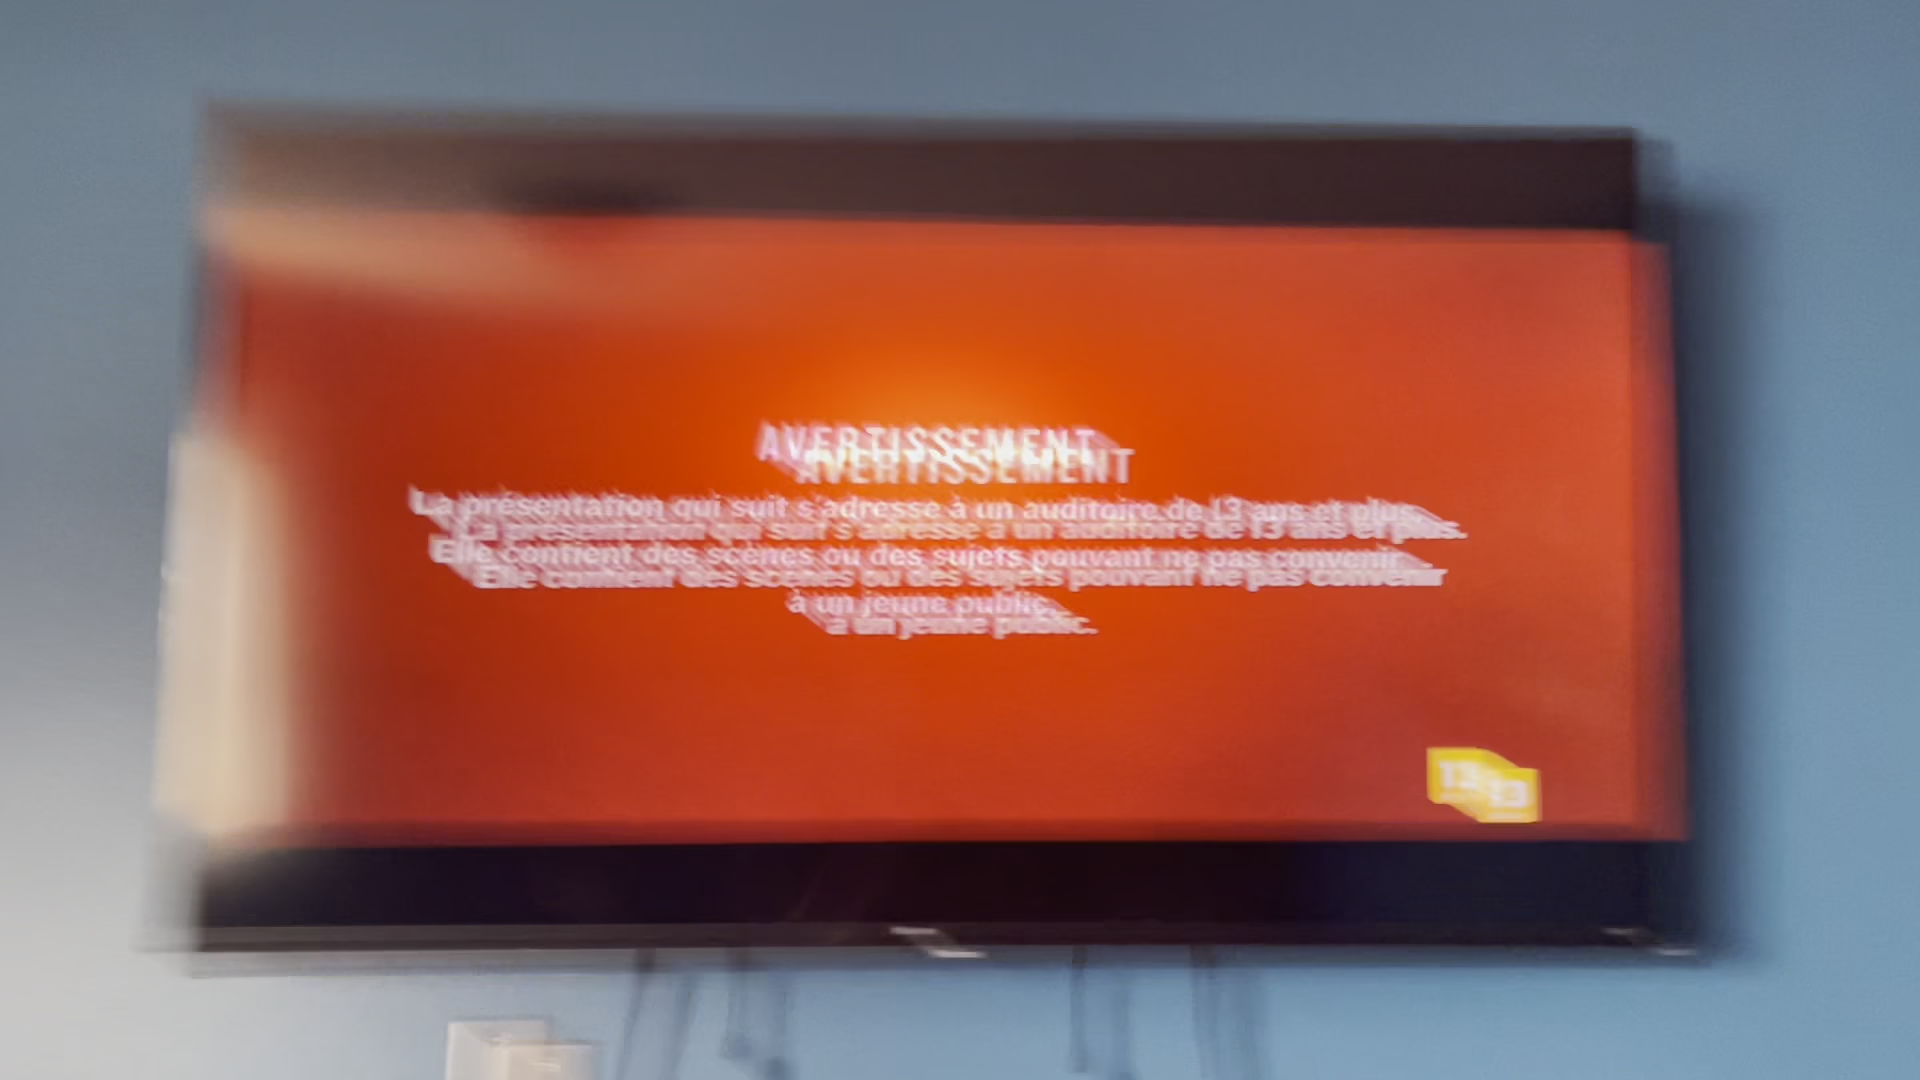 AVERTISSEMENT
La présentation qui suit s'adresse à un auditoire de 13 ans et plus.
Elle contient des scènes ou des sujets pouvant ne pas convenir
à un jeune public.
13